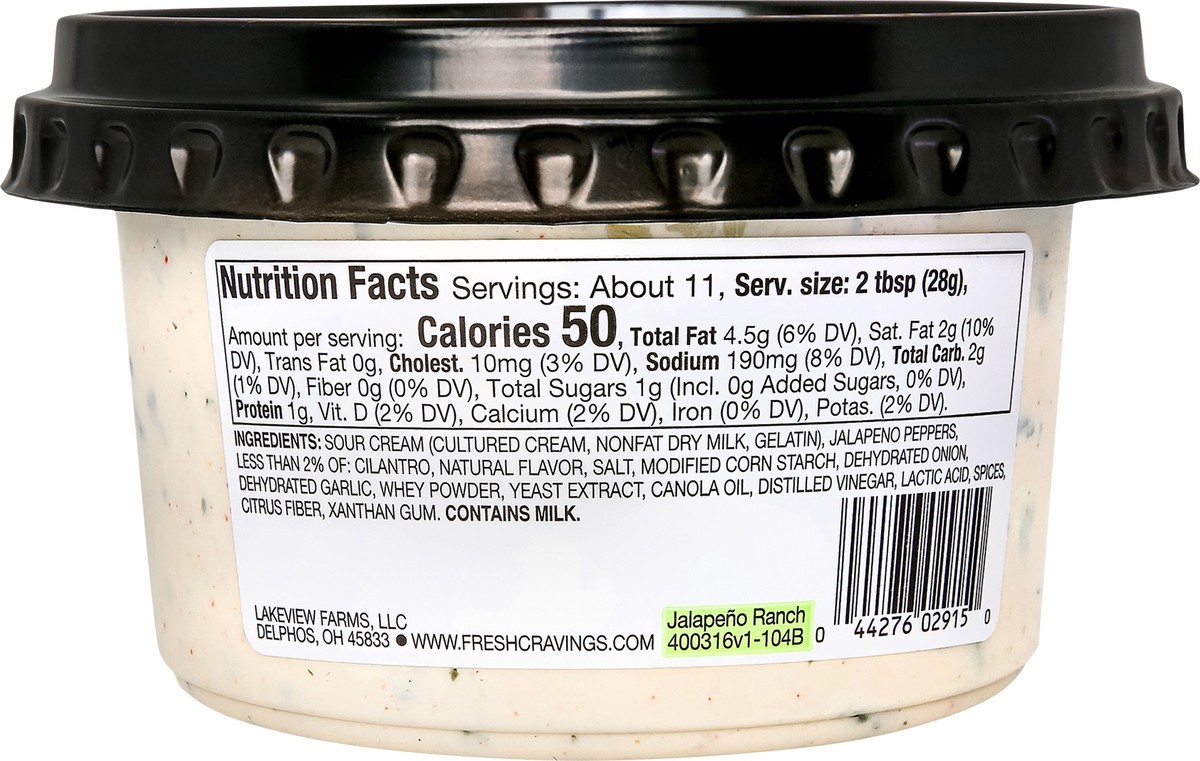 Nutrition Facts Servings: About 11, Serv. size: 2 tbsp (28g),
Amount per serving: Calories 50, Total Fat 4.5g (6% DV), Sat. Fat 2g (10%
DV), Trans Fat 0g, Cholest. 10mg (3% DV), Sodium 190mg (8% DV), Total Carb. 2g
(1% DV), Fiber 0g (0% DV), Total Sugars 1g (Incl. 0g Added Sugars, 0% DV),
Protein 1g, Vit. D (2% DV), Calcium (2% DV), Iron (0% DV), Potas. (2% DV).
INGREDIENTS: SOUR CREAM (CULTURED CREAM, NONFAT DRY MILK, GELATIN), JALAPENO PEPPERS,
LESS THAN 2% OF: CILANTRO, NATURAL FLAVOR, SALT, MODIFIED CORN STARCH, DEHYDRATED ONION,
DEHYDRATED GARLIC, WHEY POWDER, YEAST EXTRACT, CANOLA OIL, DISTILLED VINEGAR, LACTIC ACID, SPICES,
CITRUS FIBER, XANTHAN GUM. CONTAINS MILK.
LAKEVIEW FARMS, LLC
DELPHOS, OH 45833 ● WWW.FRESHCRAVINGS.COM
Jalapeño Ranch
400316v1-104B
0 44276 02915 0